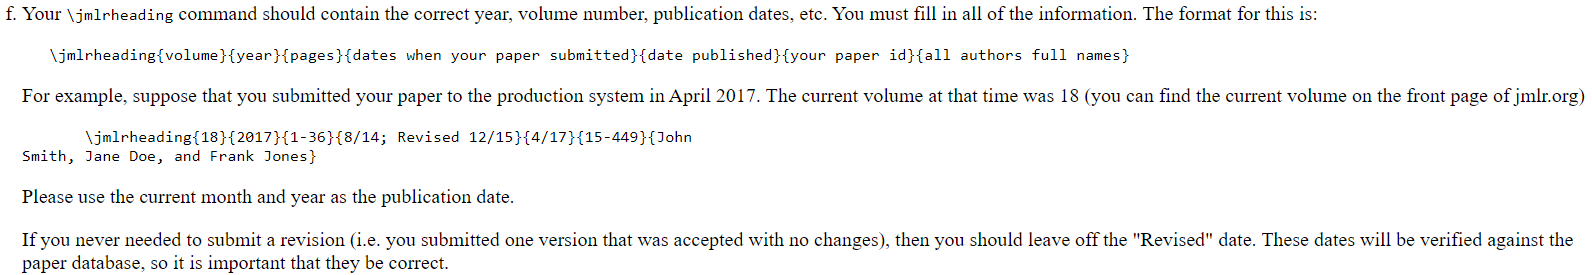 f. Your \jmlrheading command should contain the correct year, volume number, publication dates, etc. You must fill in all of the information. The format for this is:
\jmlrheading{volume}{year}{pages}{dates when your paper submitted}{date published}{your paper id}{all authors full names}
For example, suppose that you submitted your paper to the production system in April 2017. The current volume at that time was 18 (you can find the current volume on the front page of jmlr.org)
\jmlrheading{18}{2017}{1-36}{8/14; Revised 12/15}{4/17}{15-449}{John
Smith, Jane Doe, and Frank Jones}
Please use the current month and year as the publication date.
If you never needed to submit a revision (i.e. you submitted one version that was accepted with no changes), then you should leave off the "Revised" date. These dates will be verified against the
paper database, so it is important that they be correct.